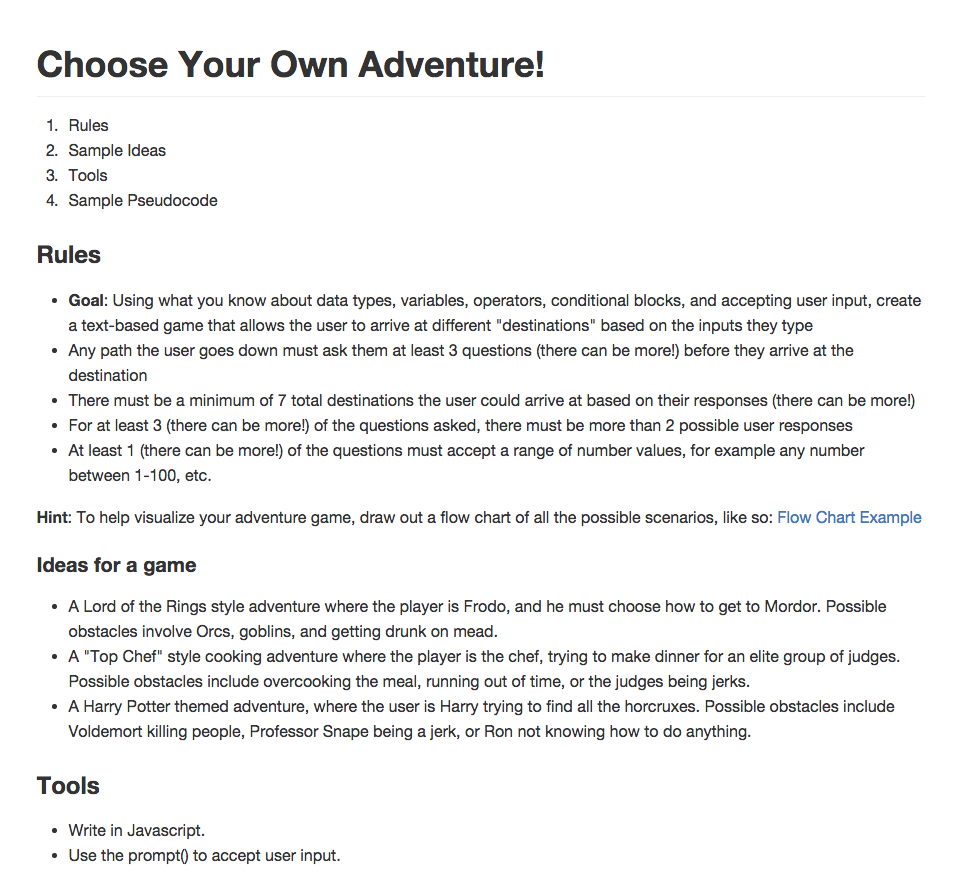 Choose Your Own Adventure!
1. Rules
2. Sample Ideas
3. Tools
4. Sample Pseudocode
Rules
• Goal: Using what you know about data types, variables, operators, conditional blocks, and accepting user input, create
a text-based game that allows the user to arrive at different "destinations" based on the inputs they type
• Any path the user goes down must ask them at least 3 questions (there can be more!) before they arrive at the
destination
• There must be a minimum of 7 total destinations the user could arrive at based on their responses (there can be more!)
• For at least 3 (there can be more!) of the questions asked, there must be more than 2 possible user responses
• At least 1 (there can be more!) of the questions must accept a range of number values, for example any number
between 1-100, etc.
Hint: To help visualize your adventure game, draw out a flow chart of all the possible scenarios, like so: Flow Chart Example
Ideas for a game
• A Lord of the Rings style adventure where the player is Frodo, and he must choose how to get to Mordor. Possible
obstacles involve Orcs, goblins, and getting drunk on mead.
• A "Top Chef" style cooking adventure where the player is the chef, trying to make dinner for an elite group of judges.
Possible obstacles include overcooking the meal, running out of time, or the judges being jerks.
• A Harry Potter themed adventure, where the user is Harry trying to find all the horcruxes. Possible obstacles include
Voldemort killing people, Professor Snape being a jerk, or Ron not knowing how to do anything.
Tools
• Write in Javascript.
• Use the prompt() to accept user input.